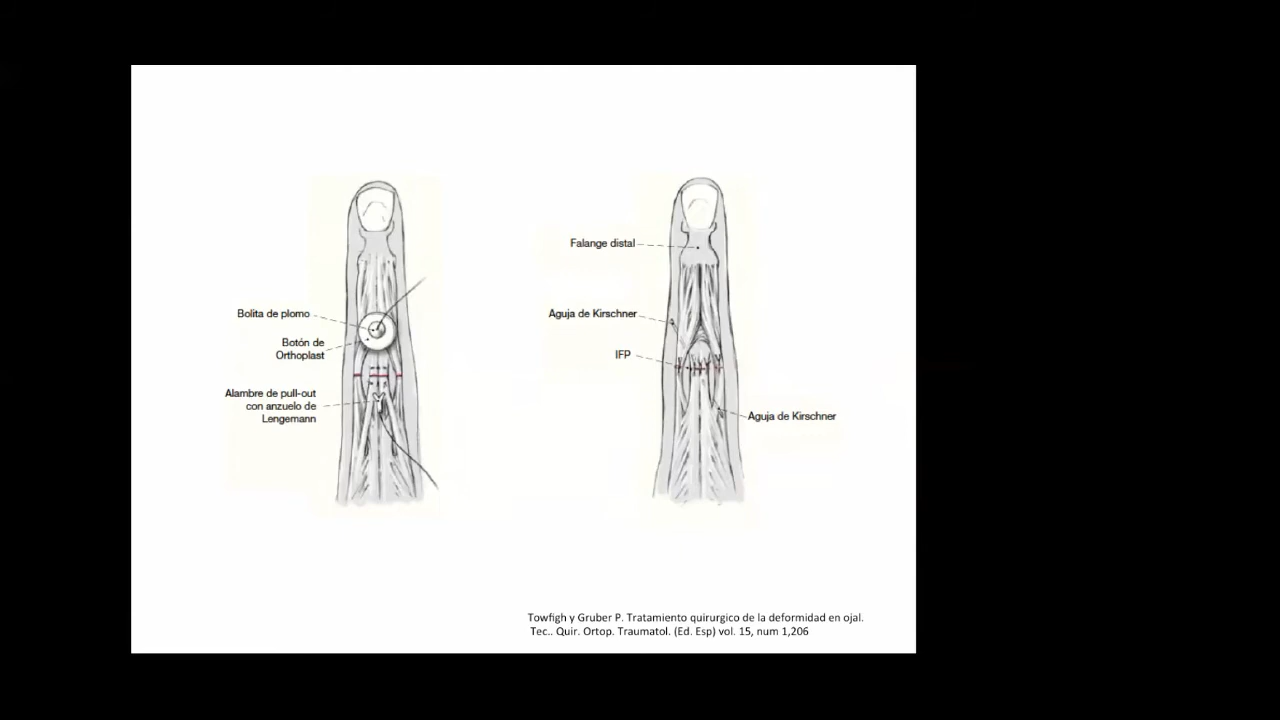 Bolita de plomo
Botón de
Orthoplast
Alambre de pull-out
con anzuelo de
Lengemann
Falange distal
Aguja de Kirschner
IFP
Aguja de Kirschner
Towfigh y Gruber P. Tratamiento quirurgico de la deformidad en ojal.
Tec.. Quir. Ortop. Traumatol. (Ed. Esp) vol. 15, num 1,206